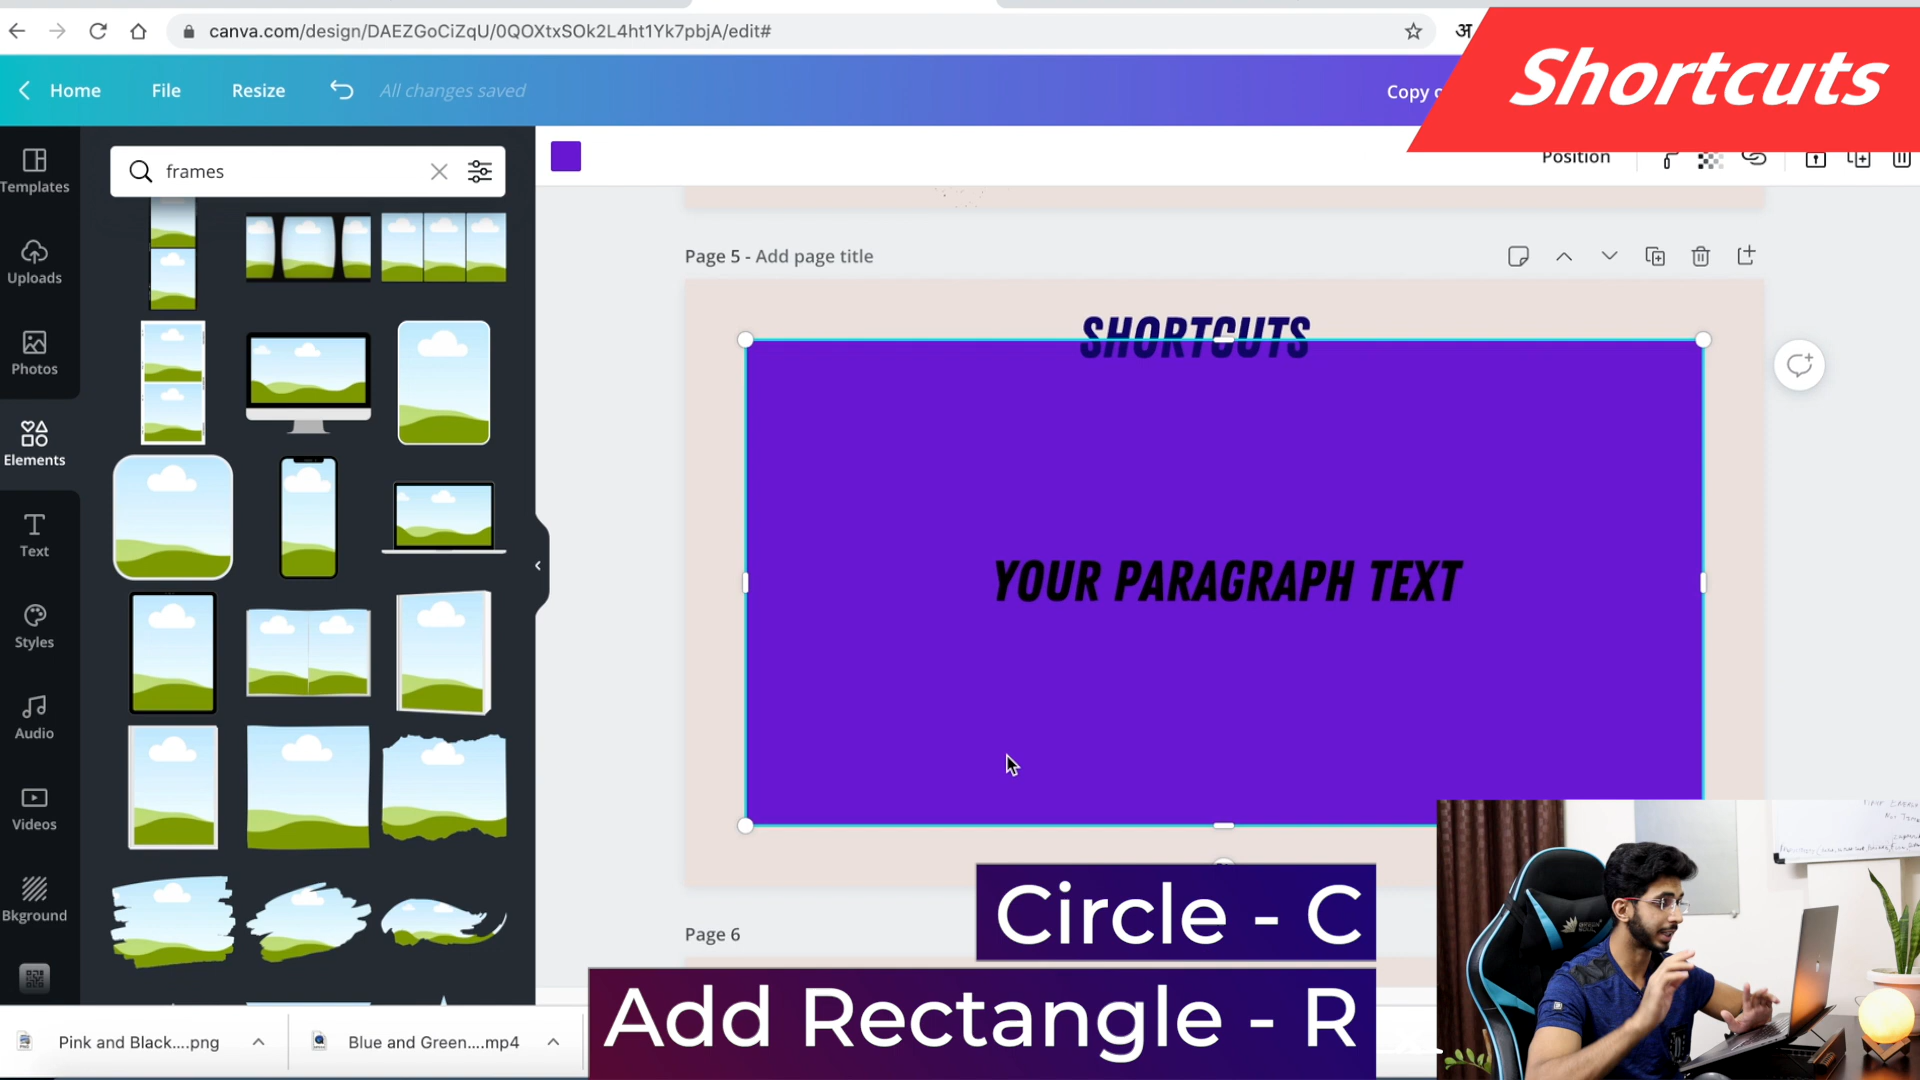 canva.com/design/DAEZGoCiZqU/0QOXtxSOk2L4ht1Yk7pbjA/edit#
अ
Shortcuts
Home
File
Resize
All changes saved
Copy
Position
Templates
Uploads
Photos
Elements
Text
Styles
Audio
Videos
Bkground
frames
Page 5 - Add page title
SHORTCUTS
YOUR PARAGRAPH TEXT
Page 6
Circle - C
Add Rectangle - R
Pink and Black....png
Blue and Green....mp4